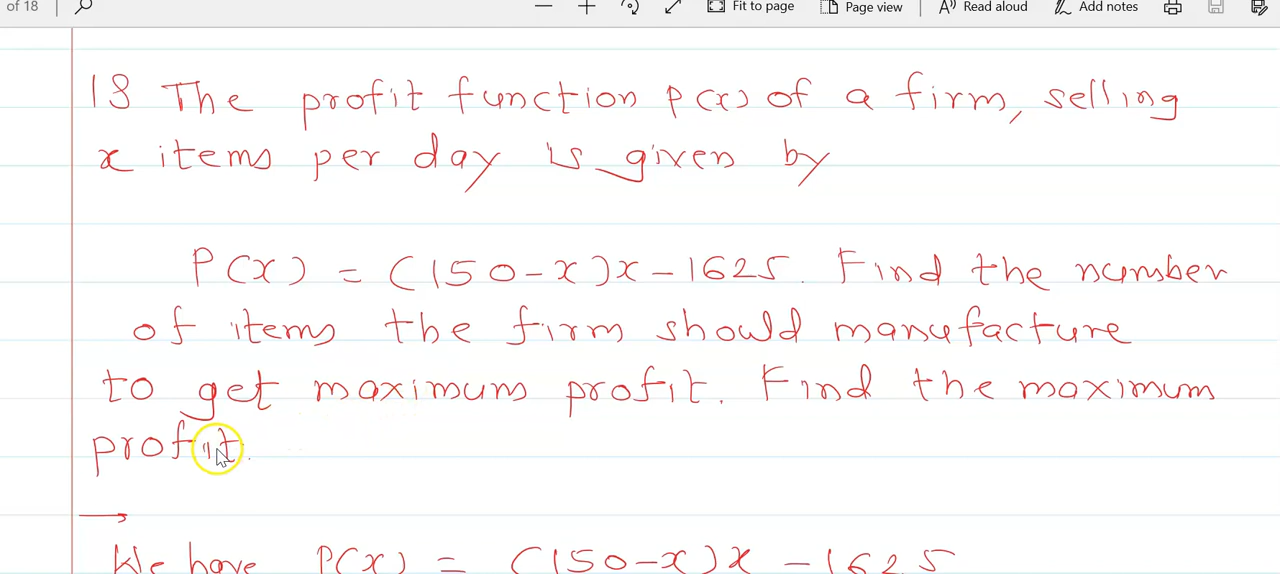 of 18
Fit to page
Page view
Read aloud
Add notes
18 The profit function P(x) of a firm, selling
x items per day is given by
P(x) = (150-x)x-1625. Find the number
of items the firm should manufacture
to get maximum profit. Find the maximum
profit.
We have P(x) = (150-x)x -1625